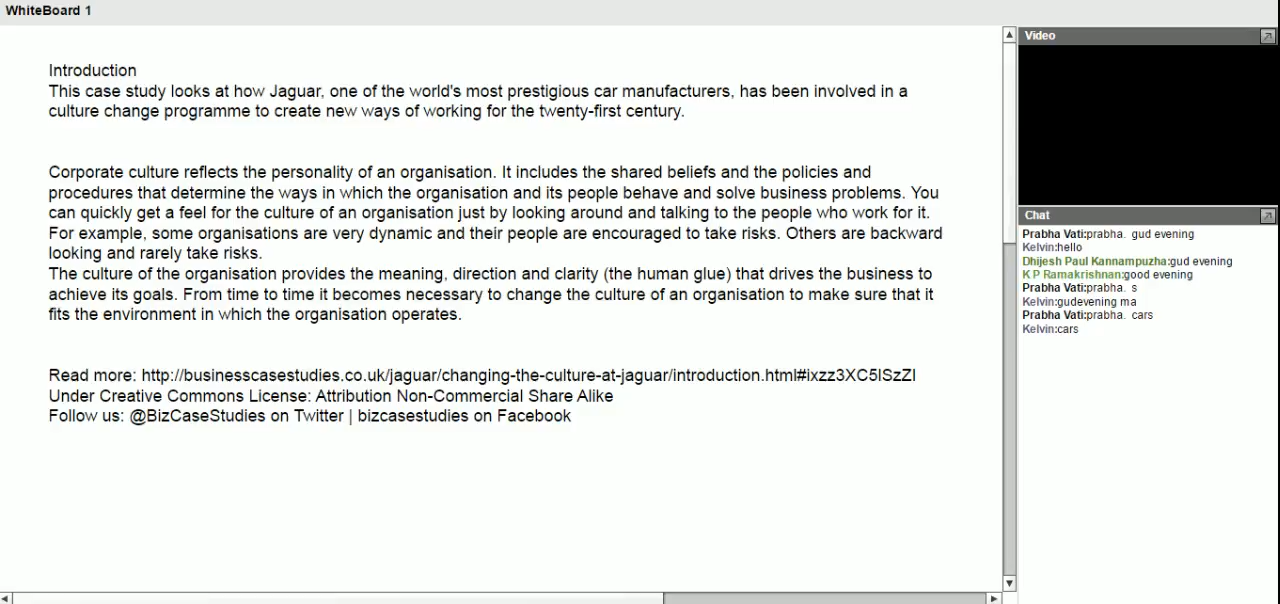 WhiteBoard 1
Introduction
This case study looks at how Jaguar, one of the world's most prestigious car manufacturers, has been involved in a
culture change programme to create new ways of working for the twenty-first century.
Corporate culture reflects the personality of an organisation. It includes the shared beliefs and the policies and
procedures that determine the ways in which the organisation and its people behave and solve business problems. You
can quickly get a feel for the culture of an organisation just by looking around and talking to the people who work for it.
For example, some organisations are very dynamic and their people are encouraged to take risks. Others are backward
looking and rarely take risks.
The culture of the organisation provides the meaning, direction and clarity (the human glue) that drives the business to
achieve its goals. From time to time it becomes necessary to change the culture of an organisation to make sure that it
fits the environment in which the organisation operates.
Read more: http://businesscasestudies.co.uk/jaguar/changing-the-culture-at-jaguar/introduction.html#ixzz3XC5lSzZl
Under Creative Commons License: Attribution Non-Commercial Share Alike
Follow us: @BizCaseStudies on Twitter | bizcasestudies on Facebook
Video
Chat
Prabha Vati:prabha. gud evening
Kelvin:hello
Dhijesh Paul Kannampuzha:gud evening
K P Ramakrishnan:good evening
Prabha Vati:prabha. s
Kelvin:gudevening ma
Prabha Vati:prabha. cars
Kelvin:cars